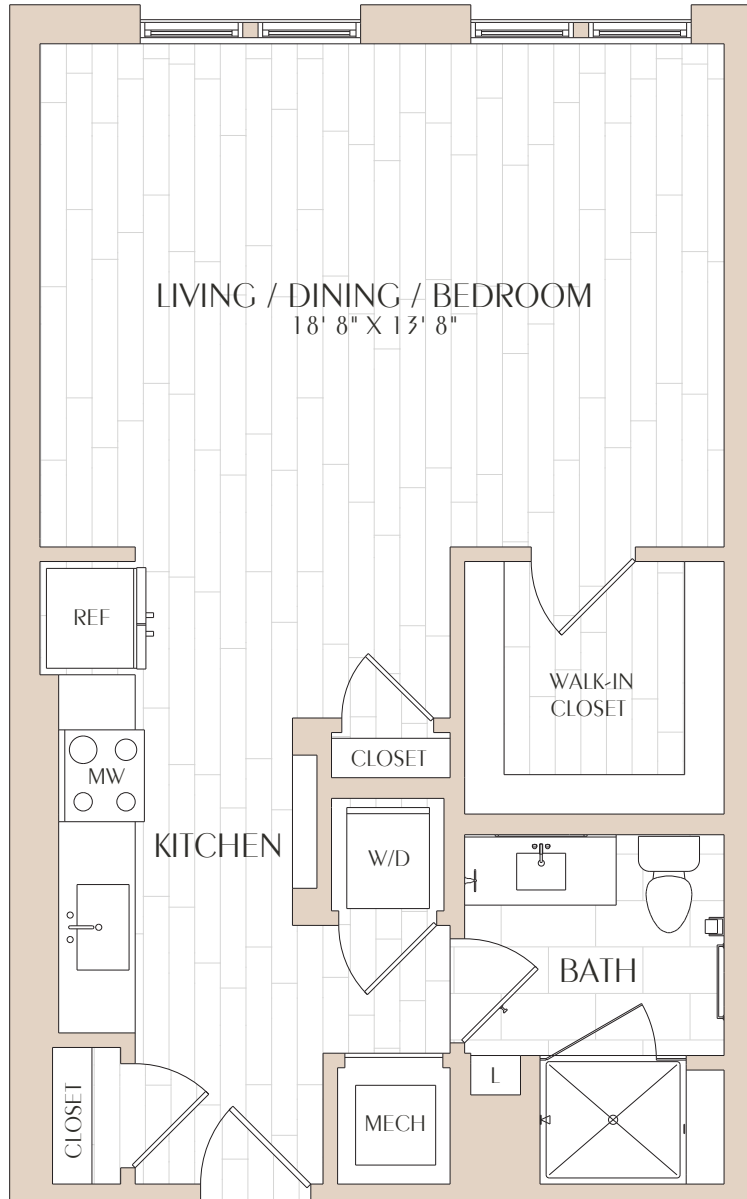 LIVING / DINING / BEDROOM
18' 8" X 13' 8"
REF
WALK-IN
CLOSET
CLOSET
MW
KITCHEN
W/D
BATH
L
CLOSET
MECH